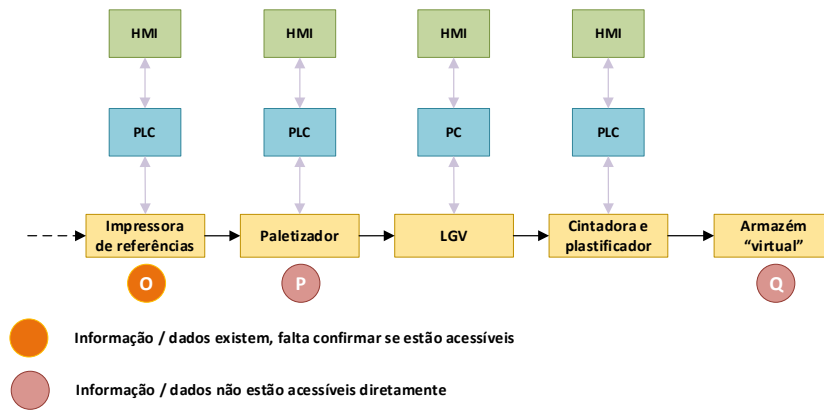 HMI
HMI
HMI
HMI
PLC
PLC
PC
PLC
Impressora
de referências
Paletizador
LGV
Cintadora e
plastificador
Armazém
“virtual”
O
P
Q
Informação / dados existem, falta confirmar se estão acessíveis
Informação / dados não estão acessíveis diretamente